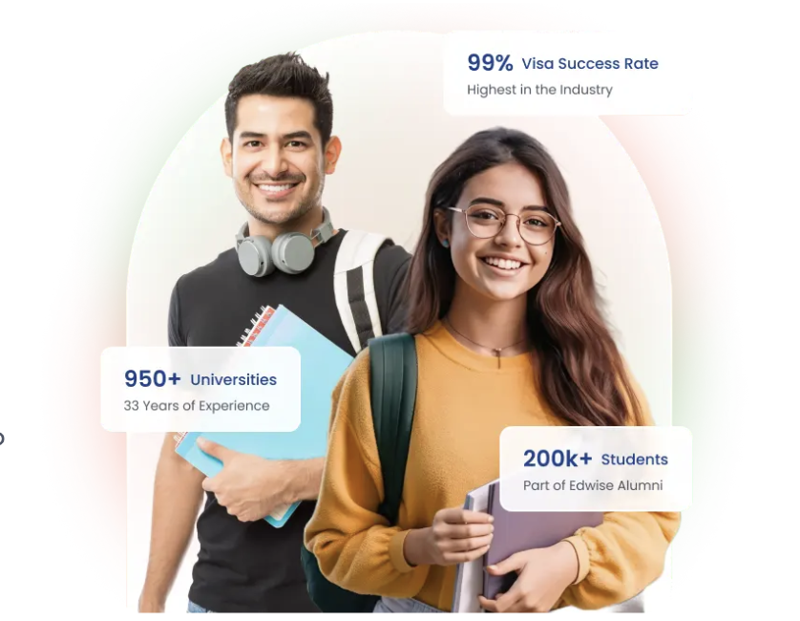 99% Visa Success Rate
Highest in the Industry
950+ Universities
33 Years of Experience
200k+ Students
Part of Edwise Alumni